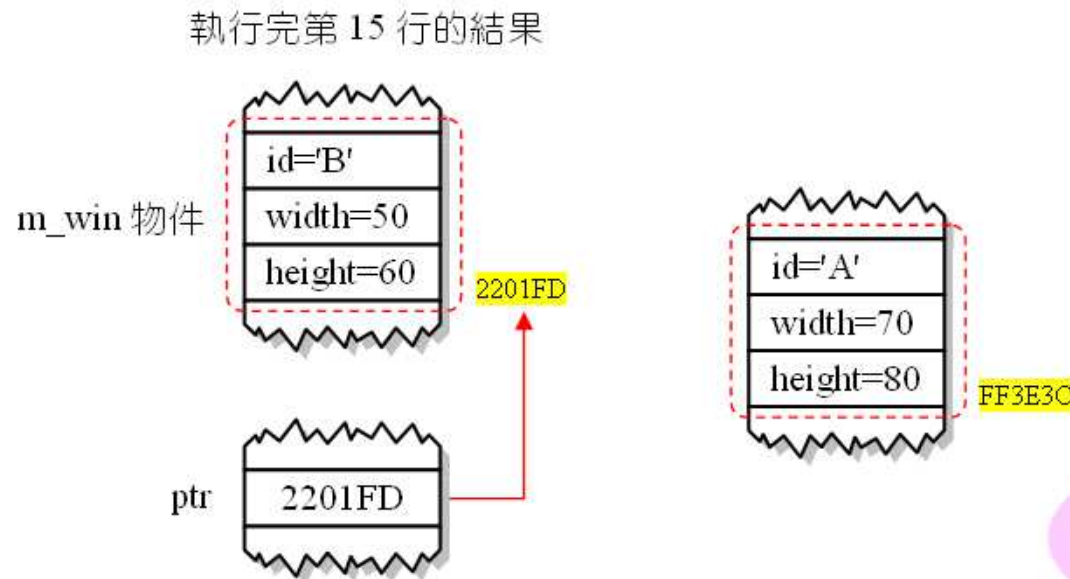 執行完第 15 行的結果
m_win 物件
id='B'
width=50
height=60
2201FD
ptr
2201FD
id='A'
width=70
height=80